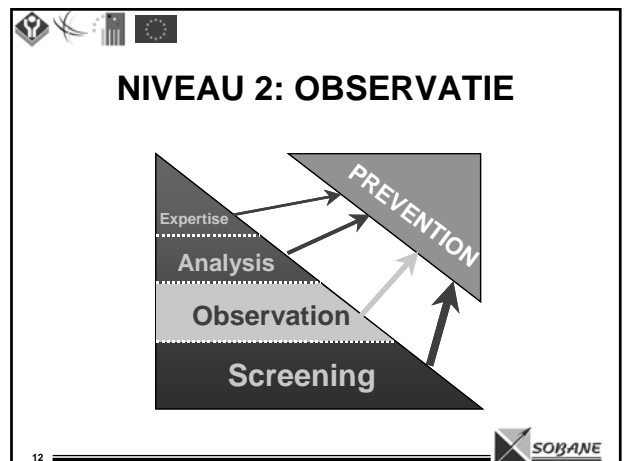 NIVEAU 2: OBSERVATIE
PREVENTION
Expertise
Analysis
Observation
Screening
12
SOBANE